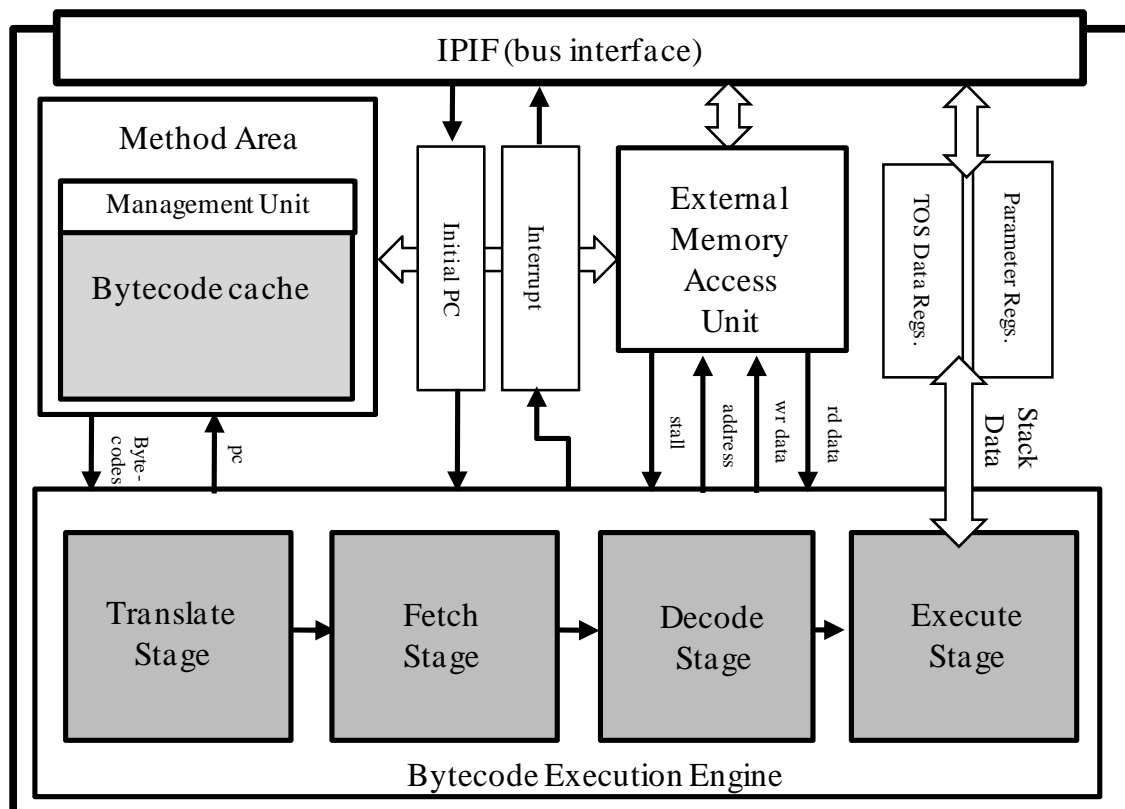 IPIF (bus interface)
Method Area
Management Unit
Bytecode cache
Initial PC
Interrupt
External
Memory
Access
Unit
TOS Data Regs.
Parameter Regs.
Byte-
codes
pc
stall
address
wr data
rd data
Stack
Data
Translate
Stage
Fetch
Stage
Decode
Stage
Execute
Stage
Bytecode Execution Engine